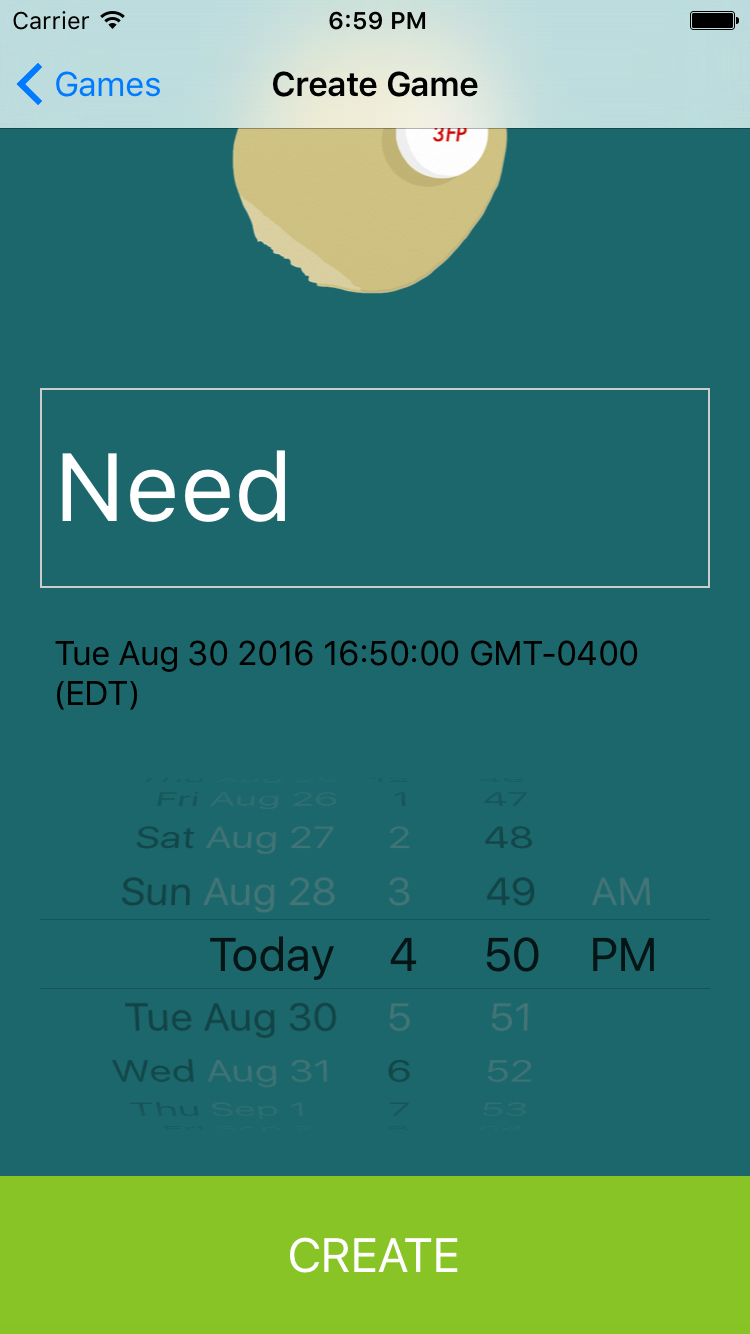 Carrier 6:59 PM
Games Create Game
3FP
Need
Tue Aug 30 2016 16:50:00 GMT-0400
(EDT)
Fri Aug 26 1 47
Sat Aug 27 2 48
Sun Aug 28 3 49 AM
Today 4 50 PM
Tue Aug 30 5 51
Wed Aug 31 6 52
Thu Sep 1 7 53
CREATE